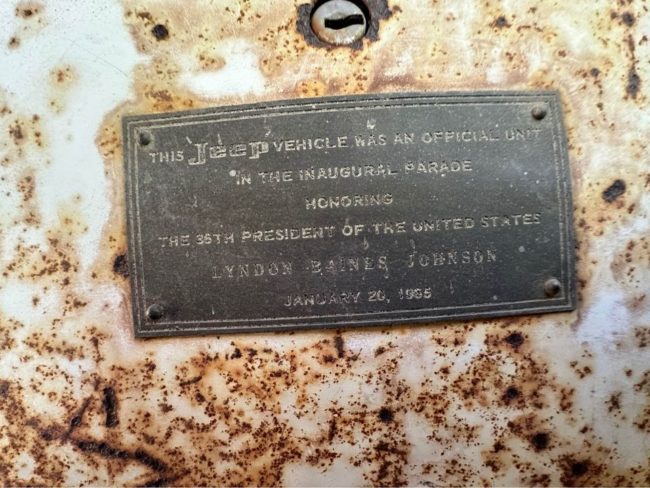 THIS Jeep VEHICLE WAS AN OFFICIAL UNIT
IN THE INAUGURAL PARADE
HONORING
THE 36TH PRESIDENT OF THE UNITED STATES
LYNDON BAINES JOHNSON
JANUARY 20, 1965